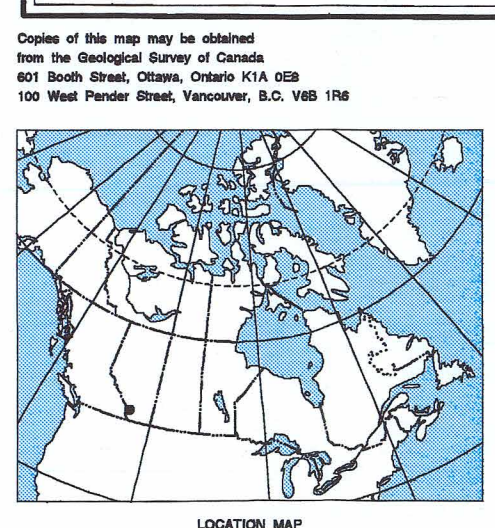 Copies of this map may be obtained
from the Geological Survey of Canada
601 Booth Street, Ottawa, Ontario K1A 0E8
100 West Pender Street, Vancouver, B.C. V6B 1R6
LOCATION MAP